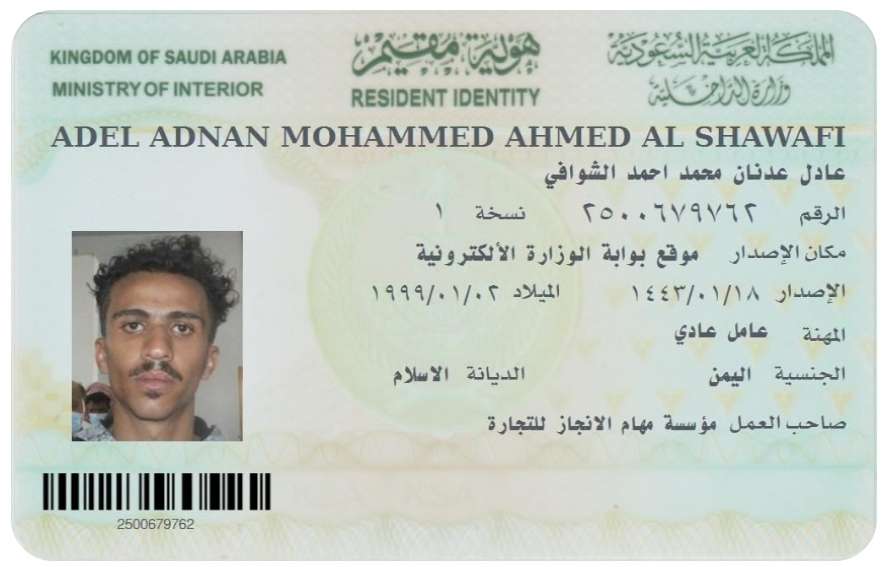 KINGDOM OF SAUDI ARABIA
MINISTRY OF INTERIOR
هوية مقيم
RESIDENT IDENTITY
المملكة العربية السعودية
وزارة الداخلية
ADEL ADNAN MOHAMMED AHMED AL SHAWAFI
عادل عدنان محمد احمد الشوافي
الرقم ٢٥٠٠٦٧٩٧٦٢ نسخة ١
مكان الإصدار موقع بوابة الوزارة الألكترونية
الإصدار ١٤٤٣/٠١/١٨ الميلاد ١٩٩٩/٠١/٠٢
المهنة عامل عادي
الجنسية اليمن الديانة الاسلام
صاحب العمل مؤسسة مهام الانجاز للتجارة
2500679762